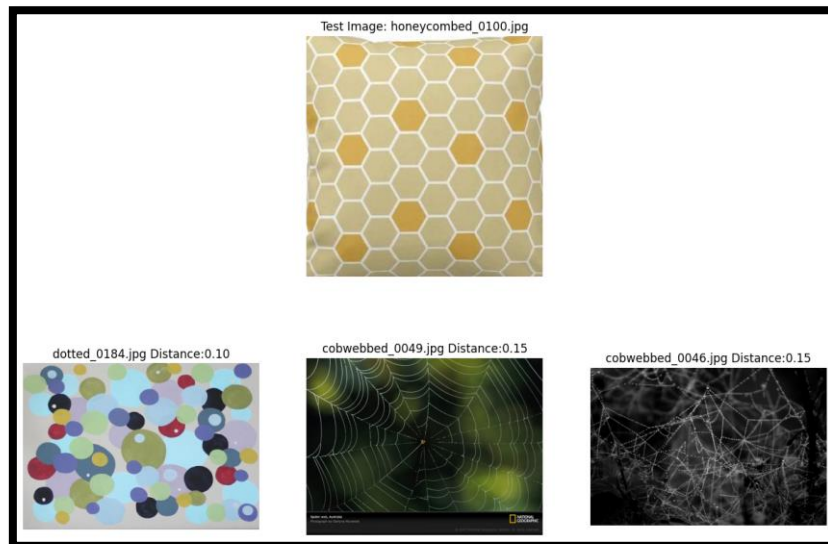 Test Image: honeycombed_0100.jpg
dotted_0184.jpg Distance:0.10
cobwebbed_0049.jpg Distance:0.15
cobwebbed_0046.jpg Distance:0.15
NATIONAL
GEOGRAPHIC